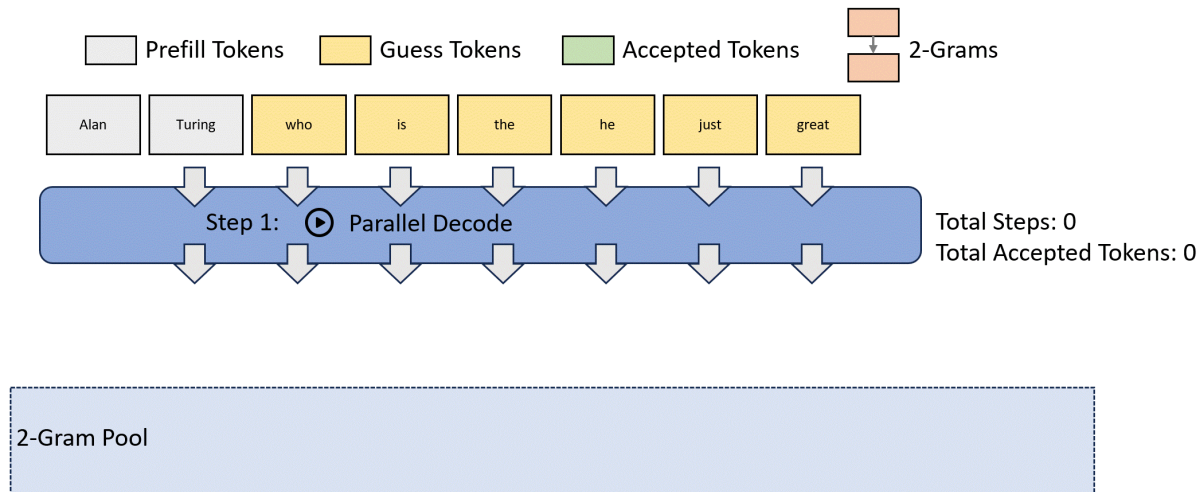 Prefill Tokens Guess Tokens Accepted Tokens 2-Grams
Alan Turing who is the he just great
Step 1: Parallel Decode
Total Steps: 0
Total Accepted Tokens: 0
2-Gram Pool